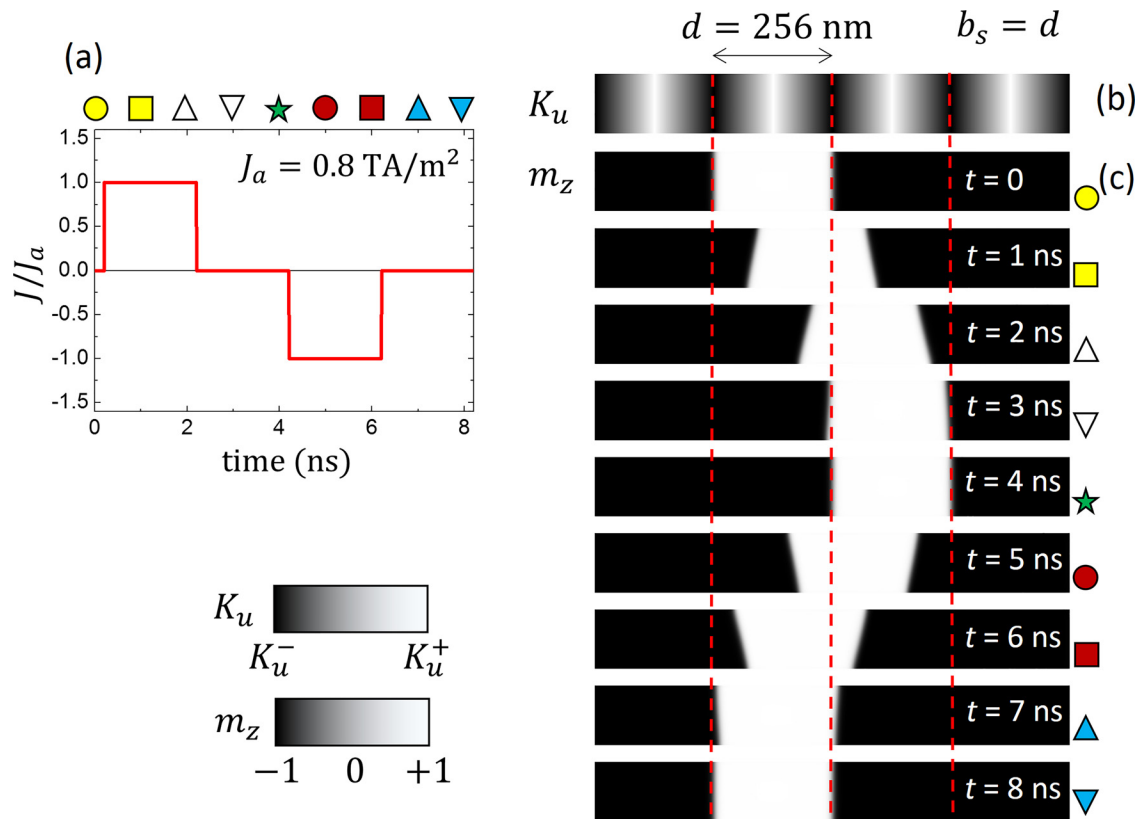 (a)
J_a = 0.8 TA/m²
J/J_a
1.5
1.0
0.5
0.0
-0.5
-1.0
-1.5
0 2 4 6 8
time (ns)
K_u
K_u^- K_u^+
m_z
−1 0 +1
d = 256 nm b_s = d
K_u (b)
m_z t = 0 (c)
t = 1 ns
t = 2 ns
t = 3 ns
t = 4 ns
t = 5 ns
t = 6 ns
t = 7 ns
t = 8 ns